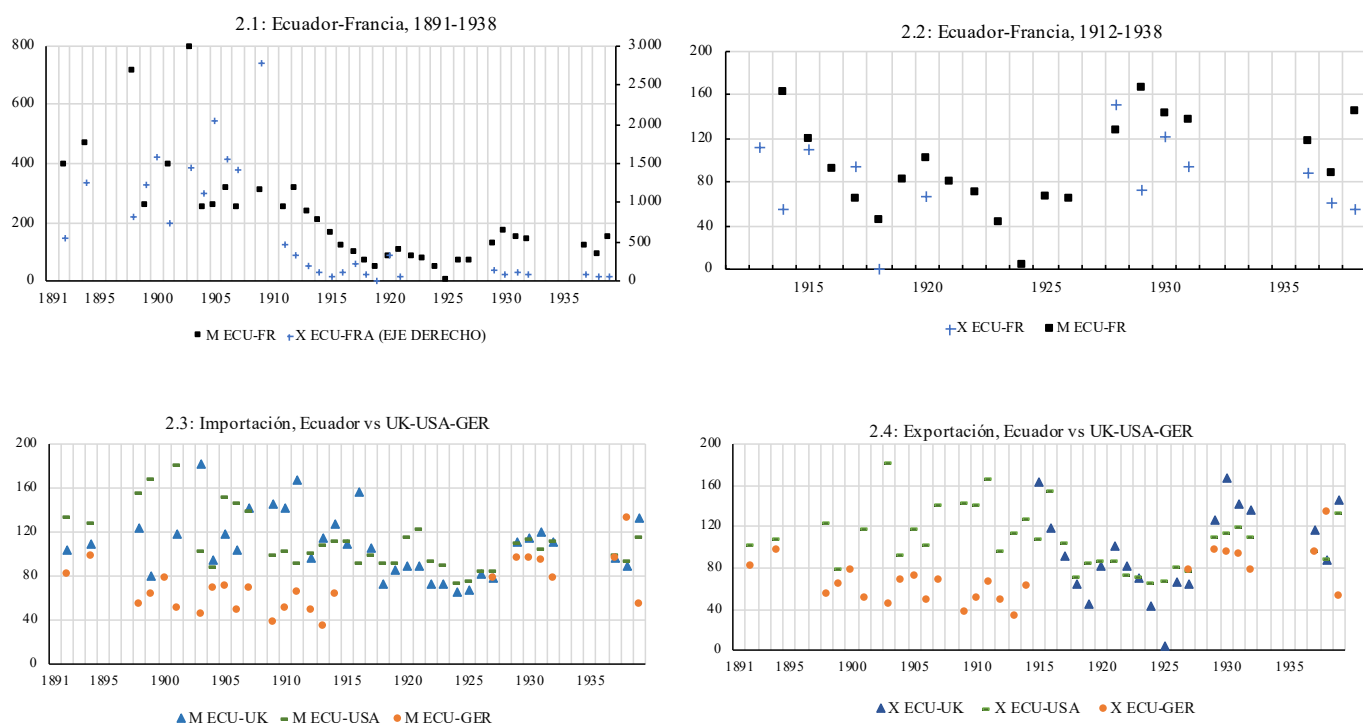 2.1: Ecuador-Francia, 1891-1938
800 3.000
2.500
600
2.000
400 1.500
1.000
200
500
0 0
1891 1895 1900 1905 1910 1915 1920 1925 1930 1935
M ECU-FR X ECU-FRA (EJE DERECHO)
2.2: Ecuador-Francia, 1912-1938
200
160
120
80
40
0
1915 1920 1925 1930 1935
X ECU-FR M ECU-FR
2.3: Importación, Ecuador vs UK-USA-GER
200
160
120
80
40
0
1891 1895 1900 1905 1910 1915 1920 1925 1930 1935
M ECU-UK M ECU-USA M ECU-GER
2.4: Exportación, Ecuador vs UK-USA-GER
200
160
120
80
40
0
1891 1895 1900 1905 1910 1915 1920 1925 1930 1935
X ECU-UK X ECU-USA X ECU-GER